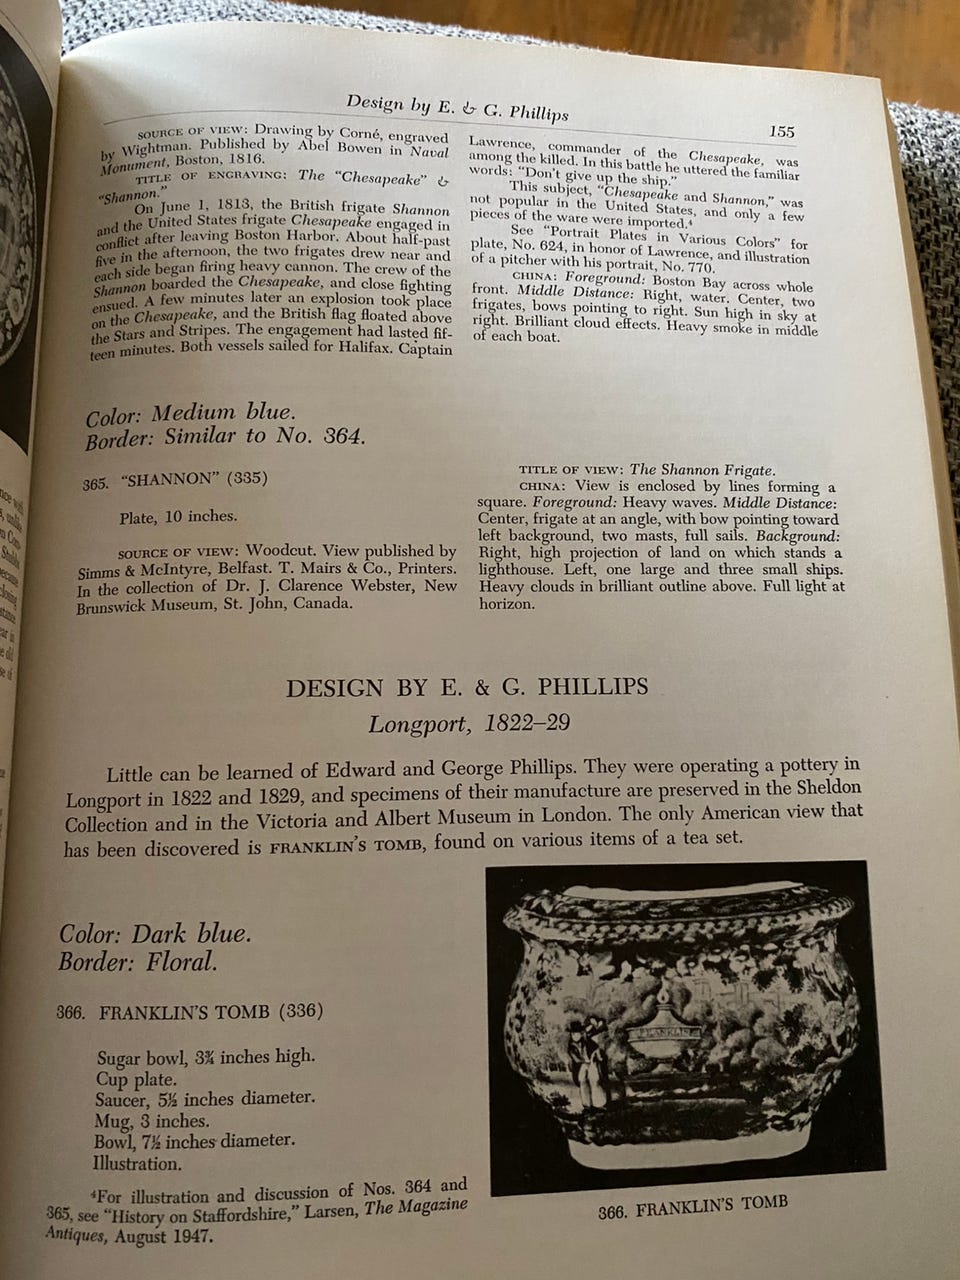 Design by E. & G. Phillips
155
SOURCE OF VIEW: Drawing by Corné, engraved
by Wightman. Published by Abel Bowen in Naval
Monument, Boston, 1816.
TITLE OF ENGRAVING: The "Chesapeake" &
"Shannon."
On June 1, 1813, the British frigate Shannon
and the United States frigate Chesapeake engaged in
conflict after leaving Boston Harbor. About half-past
five in the afternoon, the two frigates drew near and
each side began firing heavy cannon. The crew of the
Shannon boarded the Chesapeake, and close fighting
ensued. A few minutes later an explosion took place
on the Chesapeake, and the British flag floated above
the Stars and Stripes. The engagement had lasted fif-
teen minutes. Both vessels sailed for Halifax. Captain
Lawrence, commander of the Chesapeake, was
among the killed. In this battle he uttered the familiar
words: "Don't give up the ship."
This subject, "Chesapeake and Shannon," was
not popular in the United States, and only a few
pieces of the ware were imported.⁴
See "Portrait Plates in Various Colors" for
plate, No. 624, in honor of Lawrence, and illustration
of a pitcher with his portrait, No. 770.
CHINA: Foreground: Boston Bay across whole
front. Middle Distance: Right, water. Center, two
frigates, bows pointing to right. Sun high in sky at
right. Brilliant cloud effects. Heavy smoke in middle
of each boat.
Color: Medium blue.
Border: Similar to No. 364.
365. "SHANNON" (335)
Plate, 10 inches.
SOURCE OF VIEW: Woodcut. View published by
Simms & McIntyre, Belfast. T. Mairs & Co., Printers.
In the collection of Dr. J. Clarence Webster, New
Brunswick Museum, St. John, Canada.
TITLE OF VIEW: The Shannon Frigate.
CHINA: View is enclosed by lines forming a
square. Foreground: Heavy waves. Middle Distance:
Center, frigate at an angle, with bow pointing toward
left background, two masts, full sails. Background:
Right, high projection of land on which stands a
lighthouse. Left, one large and three small ships.
Heavy clouds in brilliant outline above. Full light at
horizon.
DESIGN BY E. & G. PHILLIPS
Longport, 1822–29
Little can be learned of Edward and George Phillips. They were operating a pottery in
Longport in 1822 and 1829, and specimens of their manufacture are preserved in the Sheldon
Collection and in the Victoria and Albert Museum in London. The only American view that
has been discovered is FRANKLIN'S TOMB, found on various items of a tea set.
Color: Dark blue.
Border: Floral.
366. FRANKLIN'S TOMB (336)
Sugar bowl, 3¾ inches high.
Cup plate.
Saucer, 5½ inches diameter.
Mug, 3 inches.
Bowl, 7½ inches diameter.
Illustration.
⁴For illustration and discussion of Nos. 364 and
365, see "History on Staffordshire," Larsen, The Magazine
Antiques, August 1947.
FRANKLIN
366. FRANKLIN'S TOMB